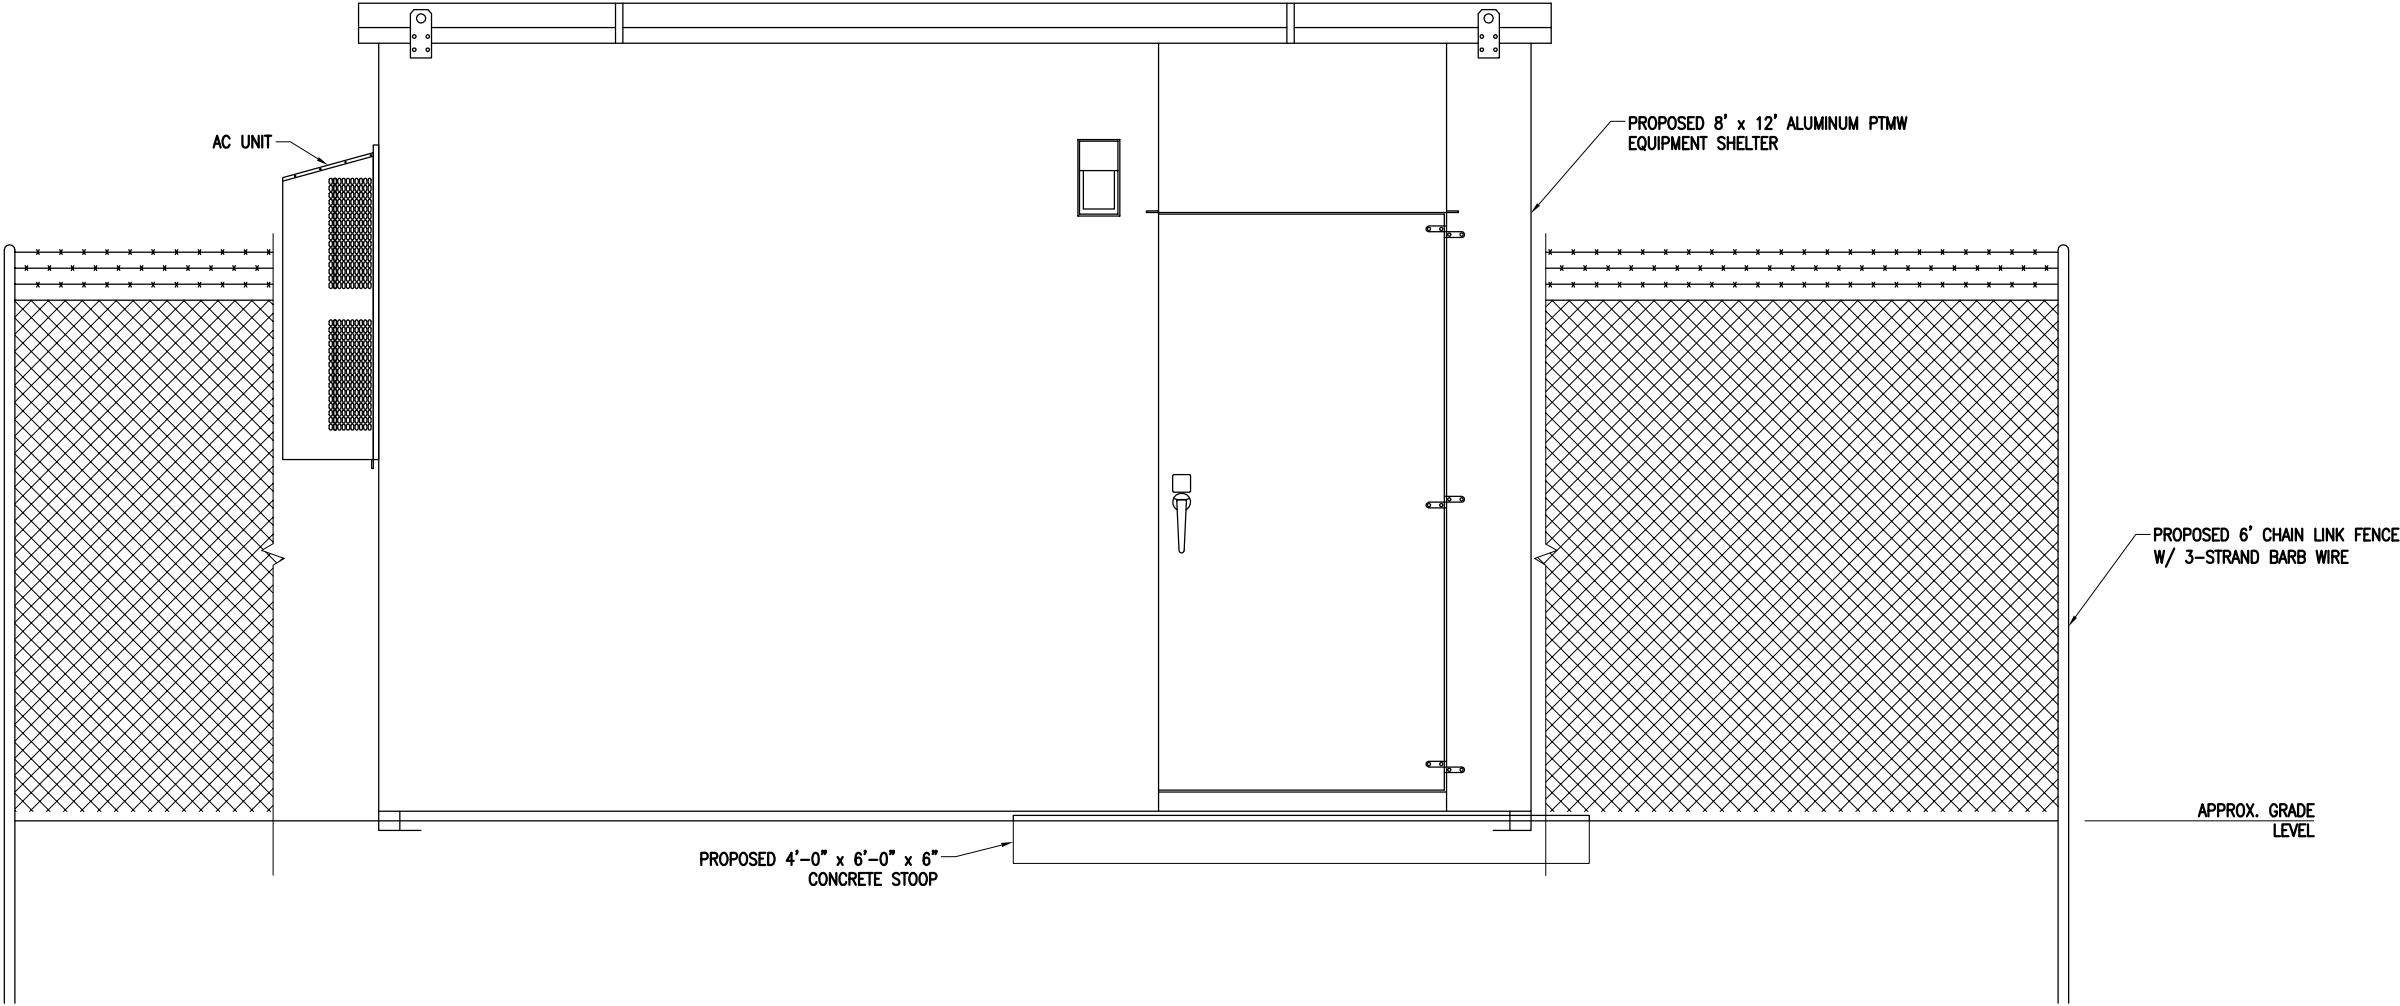 AC UNIT
PROPOSED 8' x 12' ALUMINUM PTMW
EQUIPMENT SHELTER
PROPOSED 6' CHAIN LINK FENCE
W/ 3-STRAND BARB WIRE
APPROX. GRADE
LEVEL
PROPOSED 4'-0" x 6'-0" x 6"
CONCRETE STOOP